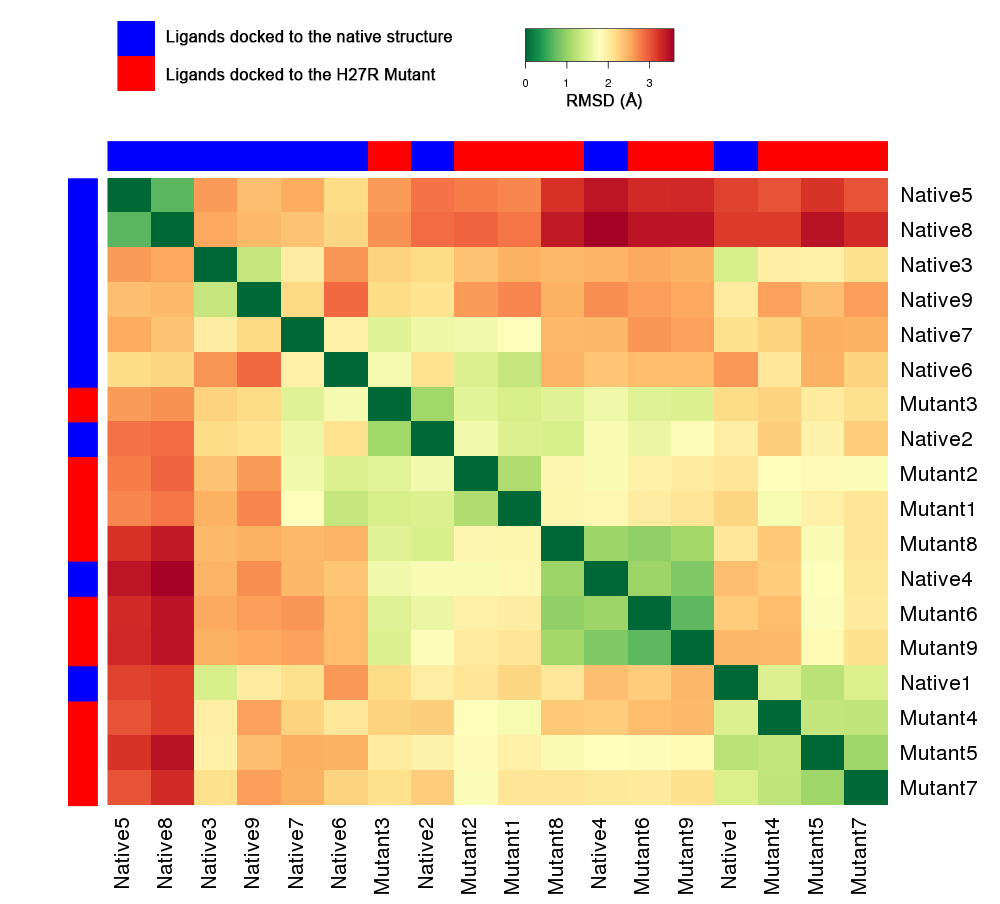 Ligands docked to the native structure
Ligands docked to the H27R Mutant
0 1 2 3
RMSD (Å)
Native5
Native8
Native3
Native9
Native7
Native6
Mutant3
Native2
Mutant2
Mutant1
Mutant8
Native4
Mutant6
Mutant9
Native1
Mutant4
Mutant5
Mutant7
Native5
Native8
Native3
Native9
Native7
Native6
Mutant3
Native2
Mutant2
Mutant1
Mutant8
Native4
Mutant6
Mutant9
Native1
Mutant4
Mutant5
Mutant7